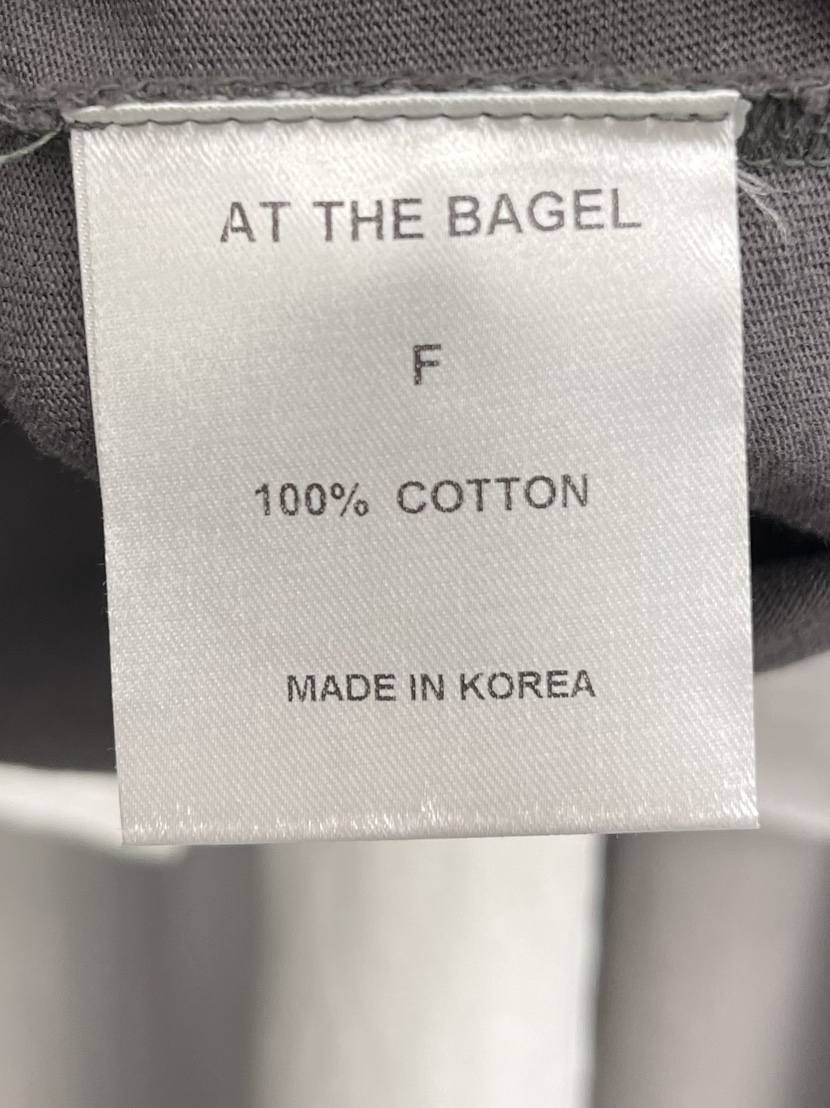 AT THE BAGEL
F
100% COTTON
MADE IN KOREA